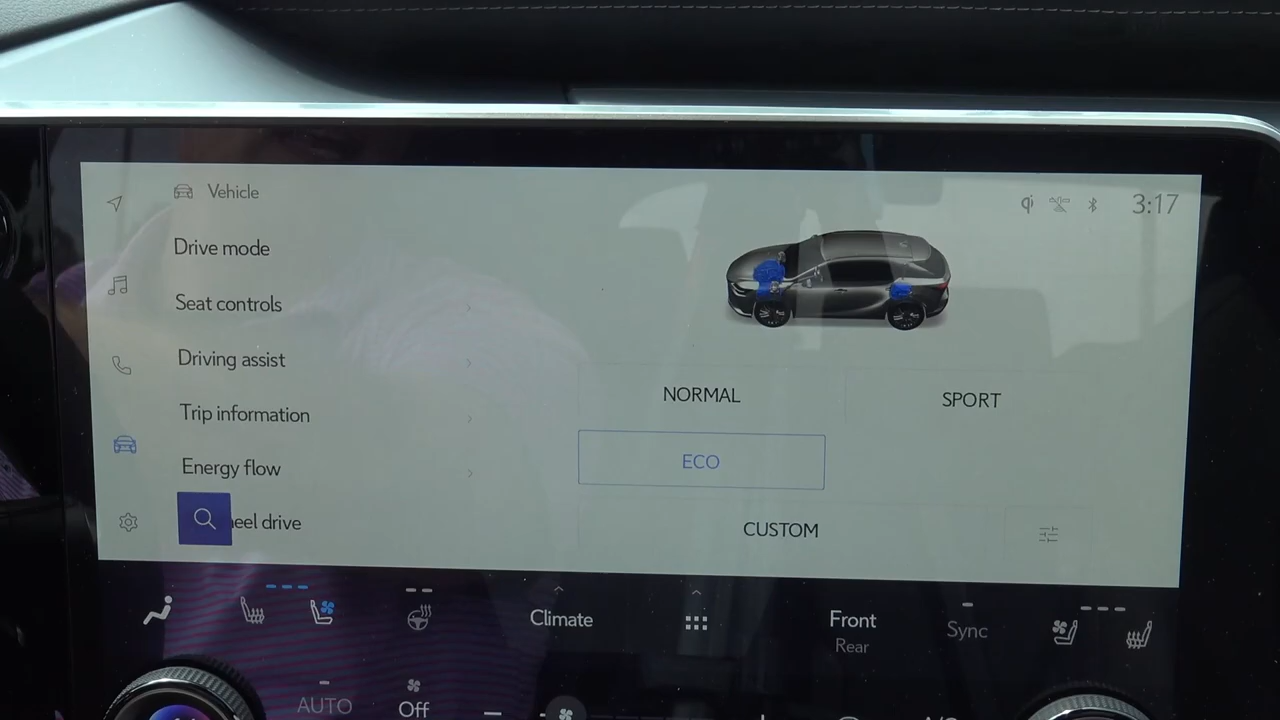 Vehicle
qi
3:17
Drive mode
Seat controls
Driving assist
Trip information
Energy flow
eel drive
NORMAL
SPORT
ECO
CUSTOM
Climate
Front
Rear
Sync
AUTO
Off